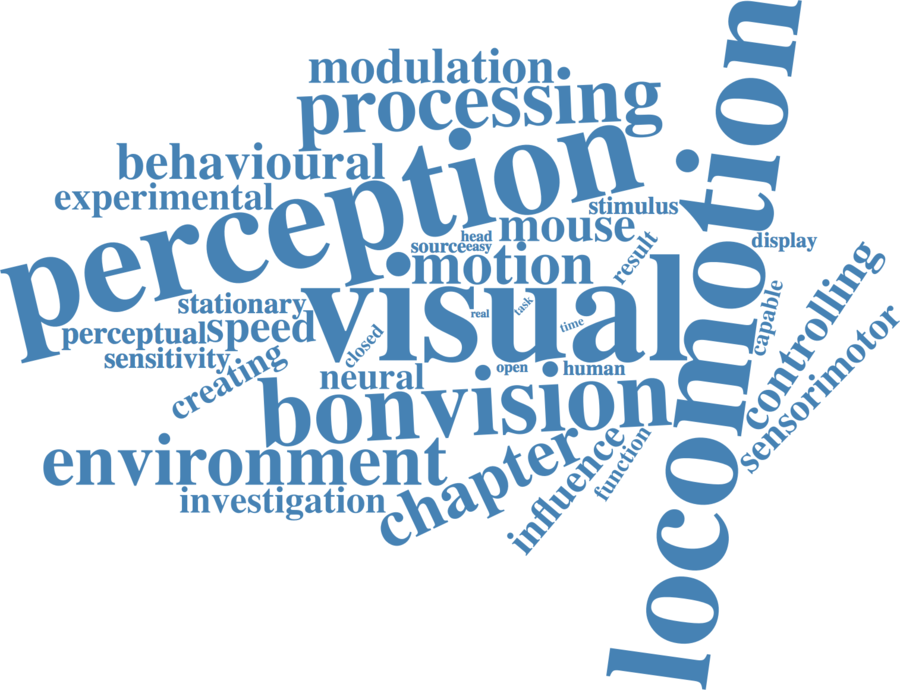 modulation
processing
behavioural
perception
experimental
stimulus
mouse
head
source
easy
display
motion
result
locomotion
visual
stationary
real
task
time
capable
controlling
perceptual
speed
closed
sensitivity
creating
neural
open
human
sensorimotor
bonvision
environment
chapter
influence
function
investigation